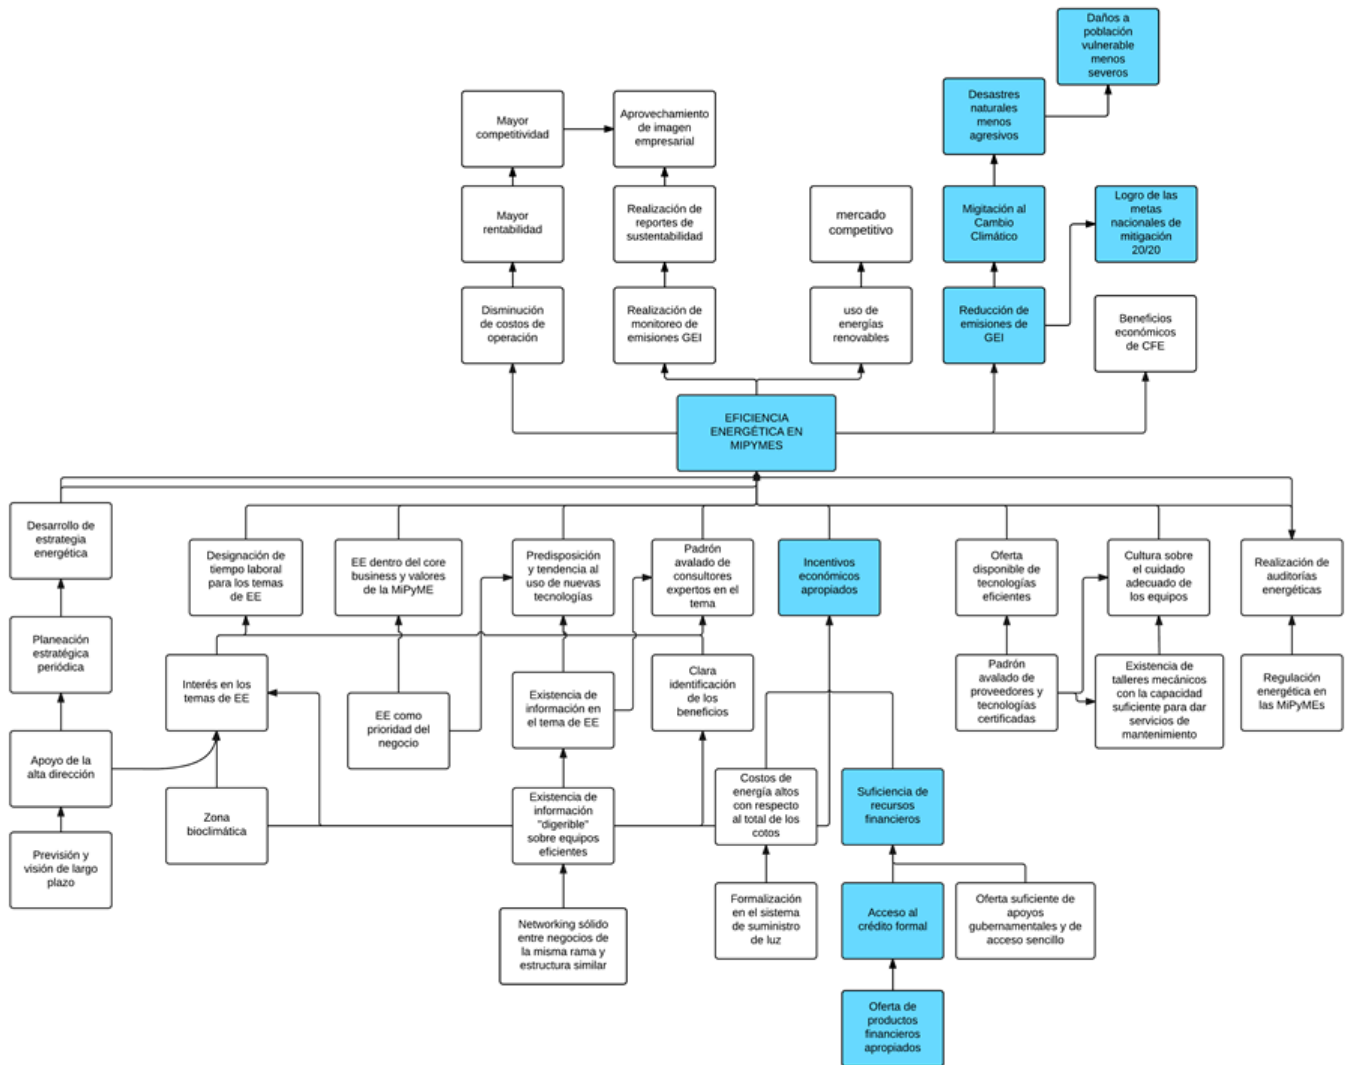 Daños a
población
vulnerable
menos
severos
Mayor
competitividad
Aprovechamiento
de imagen
empresarial
Desastres
naturales
menos
agresivos
Mayor
rentabilidad
Realización de
reportes de
sustentabilidad
mercado
competitivo
Migitación al
Cambio
Climático
Logro de las
metas
nacionales de
mitigación
20/20
Disminución
de costos de
operación
Realización de
monitoreo de
emisiones GEI
uso de
energías
renovables
Reducción de
emisiones de
GEI
Beneficios
económicos
de CFE
EFICIENCIA
ENERGÉTICA EN
MIPYMES
Desarrollo de
estrategia
energética
Designación de
tiempo laboral
para los temas
de EE
EE dentro del core
business y valores
de la MiPyME
Predisposición
y tendencia al
uso de nuevas
tecnologías
Padrón
avalado de
consultores
expertos en el
tema
Incentivos
económicos
apropiados
Oferta
disponible de
tecnologías
eficientes
Cultura sobre
el cuidado
adecuado de
los equipos
Realización de
auditorías
energéticas
Planeación
estratégica
periódica
Interés en los
temas de EE
EE como
prioridad del
negocio
Existencia de
información en
el tema de EE
Clara
identificación
de los
beneficios
Padrón
avalado de
proveedores y
tecnologías
certificadas
Existencia de
talleres mecánicos
con la capacidad
suficiente para dar
servicios de
mantenimiento
Regulación
energética en
las MiPyMEs
Apoyo de la
alta dirección
Zona
bioclimática
Existencia de
información
"digerible"
sobre equipos
eficientes
Costos de
energía altos
con respecto
al total de los
cotos
Suficiencia de
recursos
financieros
Previsión y
visión de largo
plazo
Networking sólido
entre negocios de
la misma rama y
estructura similar
Formalización
en el sistema
de suministro
de luz
Acceso al
crédito formal
Oferta suficiente de
apoyos
gubernamentales y de
acceso sencillo
Oferta de
productos
financieros
apropiados